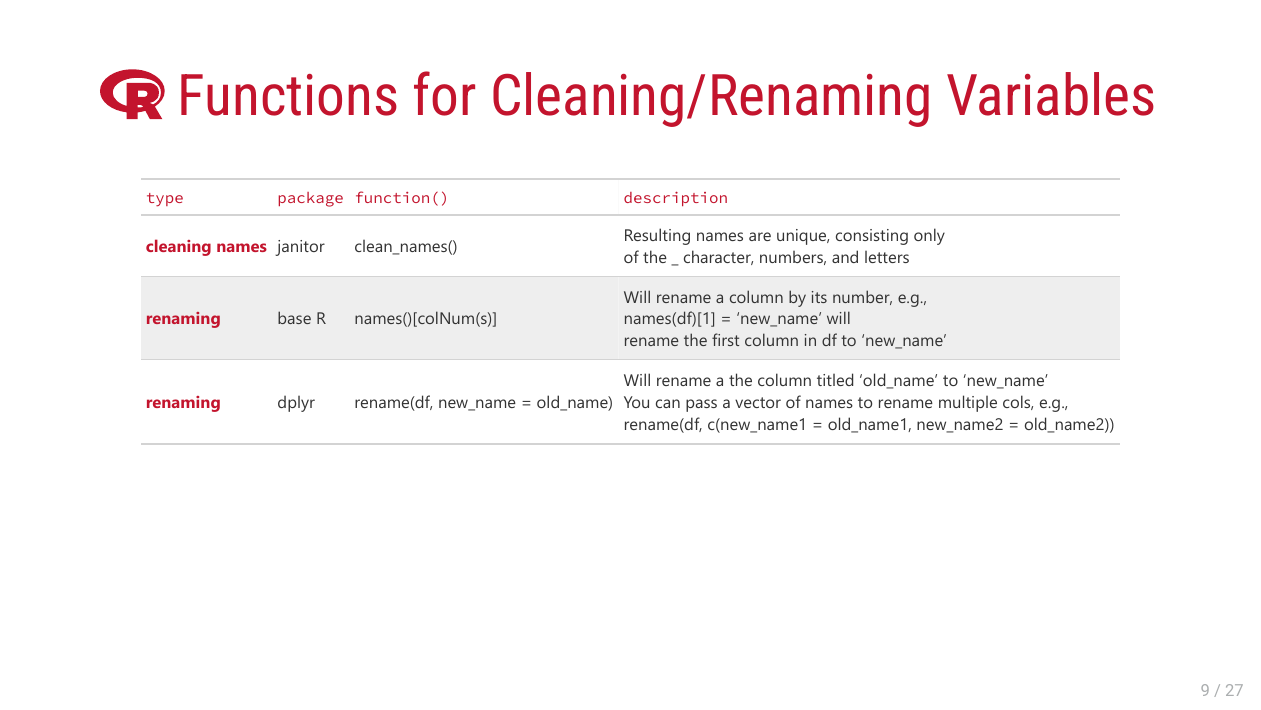 R Functions for Cleaning/Renaming Variables
type package function() description
cleaning names janitor clean_names() Resulting names are unique, consisting only
of the _ character, numbers, and letters
renaming base R names()[colNum(s)] Will rename a column by its number, e.g.,
names(df)[1] = ‘new_name’ will
rename the first column in df to ‘new_name’
renaming dplyr rename(df, new_name = old_name) Will rename a the column titled ‘old_name’ to ‘new_name’
You can pass a vector of names to rename multiple cols, e.g.,
rename(df, c(new_name1 = old_name1, new_name2 = old_name2))
9 / 27